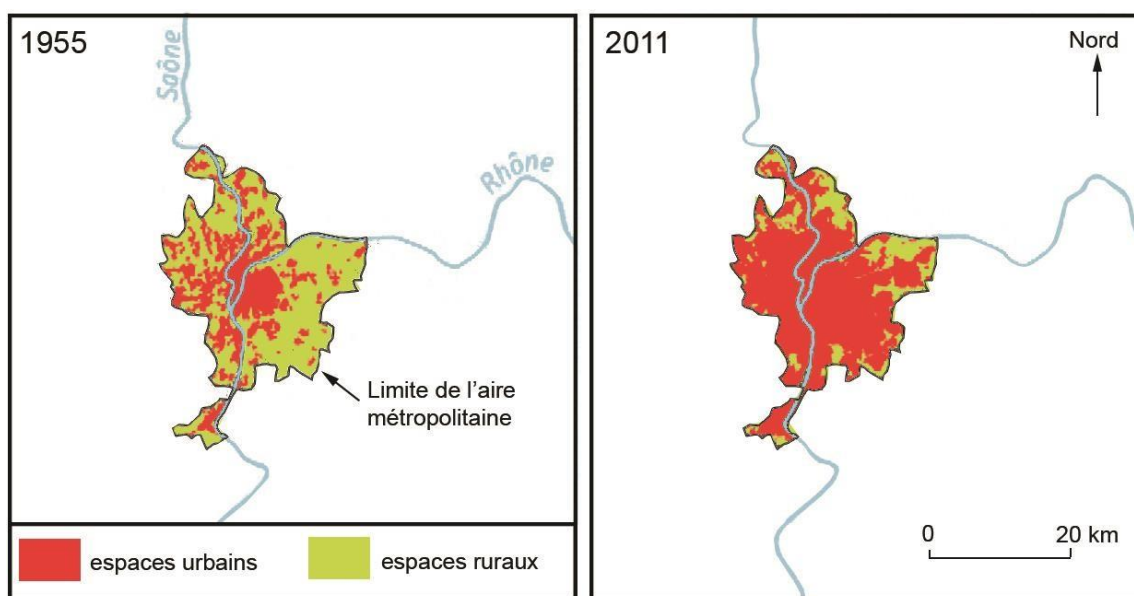 1955
Saône
Rhône
Limite de l'aire
métropolitaine
espaces urbains
espaces ruraux
2011
Nord
0
20 km